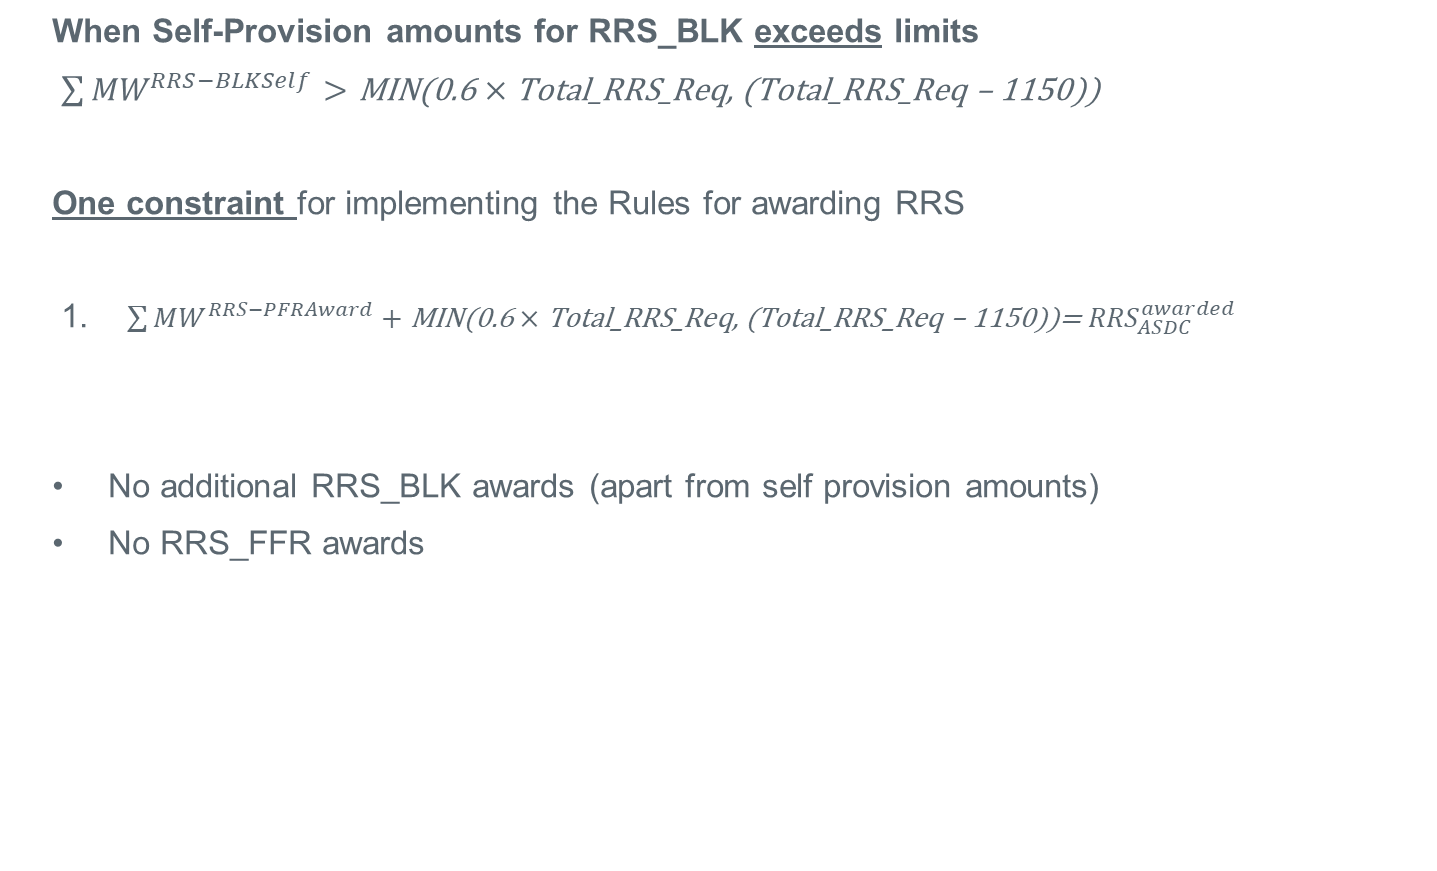 When Self-Provision amounts for RRS_BLK exceeds limits
∑ MW^{RRS−BLKSelf} > MIN(0.6 × Total_RRS_Req, (Total_RRS_Req – 1150))
One constraint for implementing the Rules for awarding RRS
1. ∑ MW^{RRS−PFRAward} + MIN(0.6 × Total_RRS_Req, (Total_RRS_Req – 1150))= RRS_{ASDC}^{awarded}
• No additional RRS_BLK awards (apart from self provision amounts)
• No RRS_FFR awards